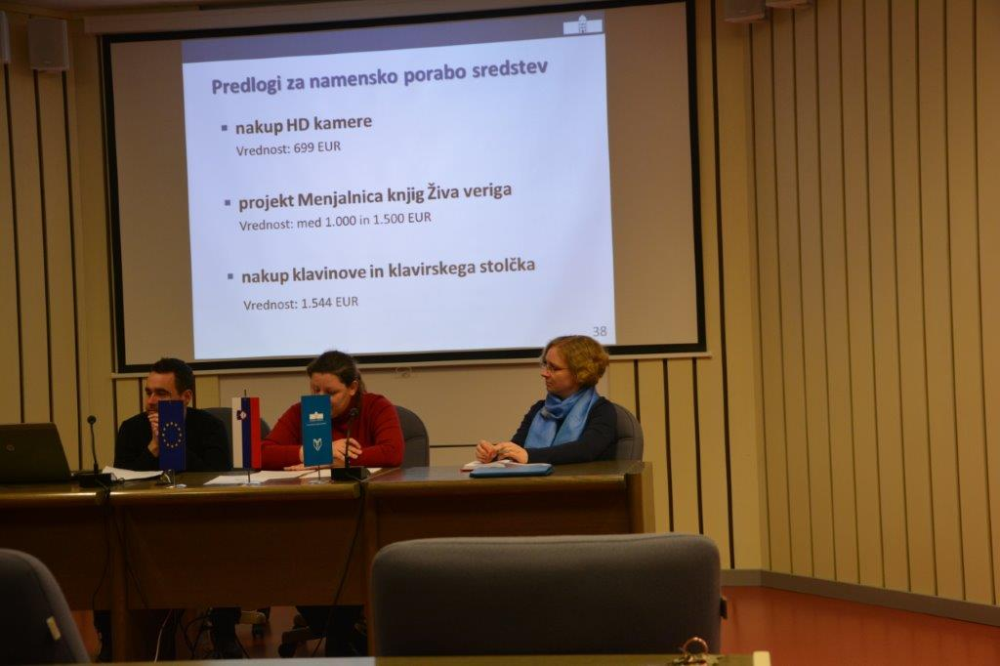 Predlogi za namensko porabo sredstev
▪ nakup HD kamere
Vrednost: 699 EUR
▪ projekt Menjalnica knjig Živa veriga
Vrednost: med 1.000 in 1.500 EUR
▪ nakup klavinove in klavirskega stolčka
Vrednost: 1.544 EUR
38